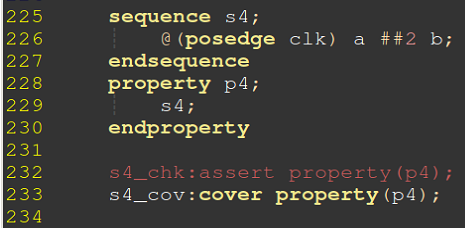 225 sequence s4;
226 @(posedge clk) a ##2 b;
227 endsequence
228 property p4;
229 s4;
230 endproperty
231
232 s4_chk:assert property(p4);
233 s4_cov:cover property(p4);
234